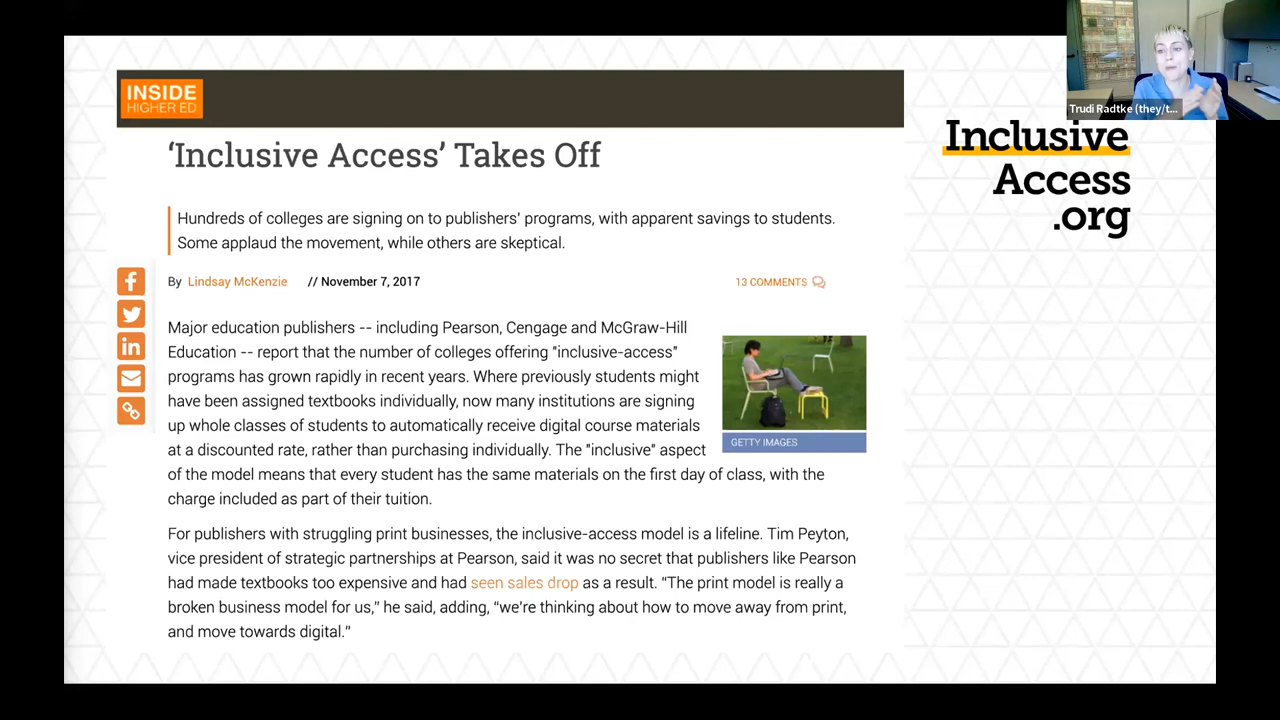 INSIDE
HIGHER ED
‘Inclusive Access’ Takes Off
Hundreds of colleges are signing on to publishers’ programs, with apparent savings to students.
Some applaud the movement, while others are skeptical.
By Lindsay McKenzie // November 7, 2017
13 COMMENTS
Major education publishers -- including Pearson, Cengage and McGraw-Hill
Education -- report that the number of colleges offering "inclusive-access"
programs has grown rapidly in recent years. Where previously students might
have been assigned textbooks individually, now many institutions are signing
up whole classes of students to automatically receive digital course materials
at a discounted rate, rather than purchasing individually. The "inclusive" aspect
of the model means that every student has the same materials on the first day of class, with the
charge included as part of their tuition.
GETTY IMAGES
For publishers with struggling print businesses, the inclusive-access model is a lifeline. Tim Peyton,
vice president of strategic partnerships at Pearson, said it was no secret that publishers like Pearson
had made textbooks too expensive and had seen sales drop as a result. “The print model is really a
broken business model for us,” he said, adding, “we’re thinking about how to move away from print,
and move towards digital.”
Trudi Radtke (they/t...
Inclusive
Access
.org